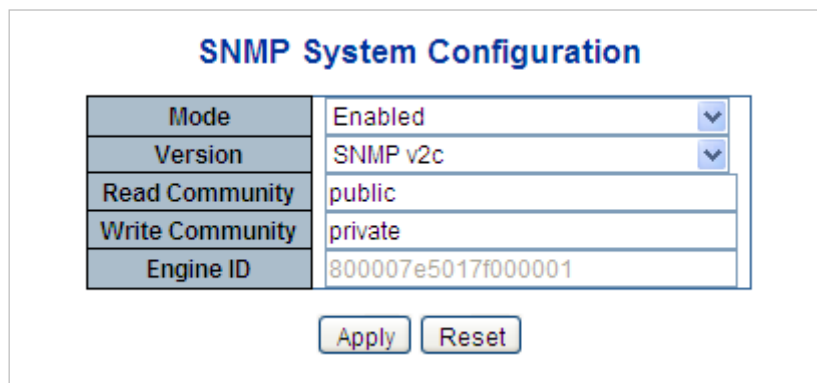 SNMP System Configuration
Mode Enabled
Version SNMP v2c
Read Community public
Write Community private
Engine ID 800007e5017f000001
Apply Reset